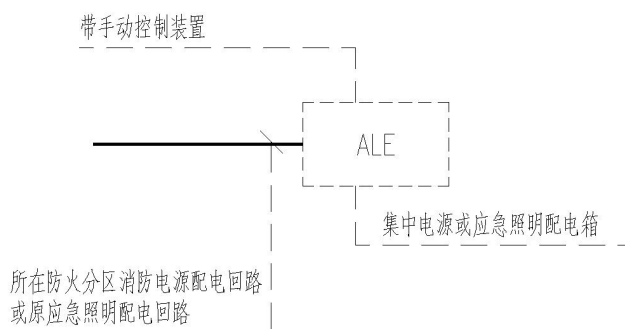 带手动控制装置
ALE
集中电源或应急照明配电箱
所在防火分区消防电源配电回路
或原应急照明配电回路